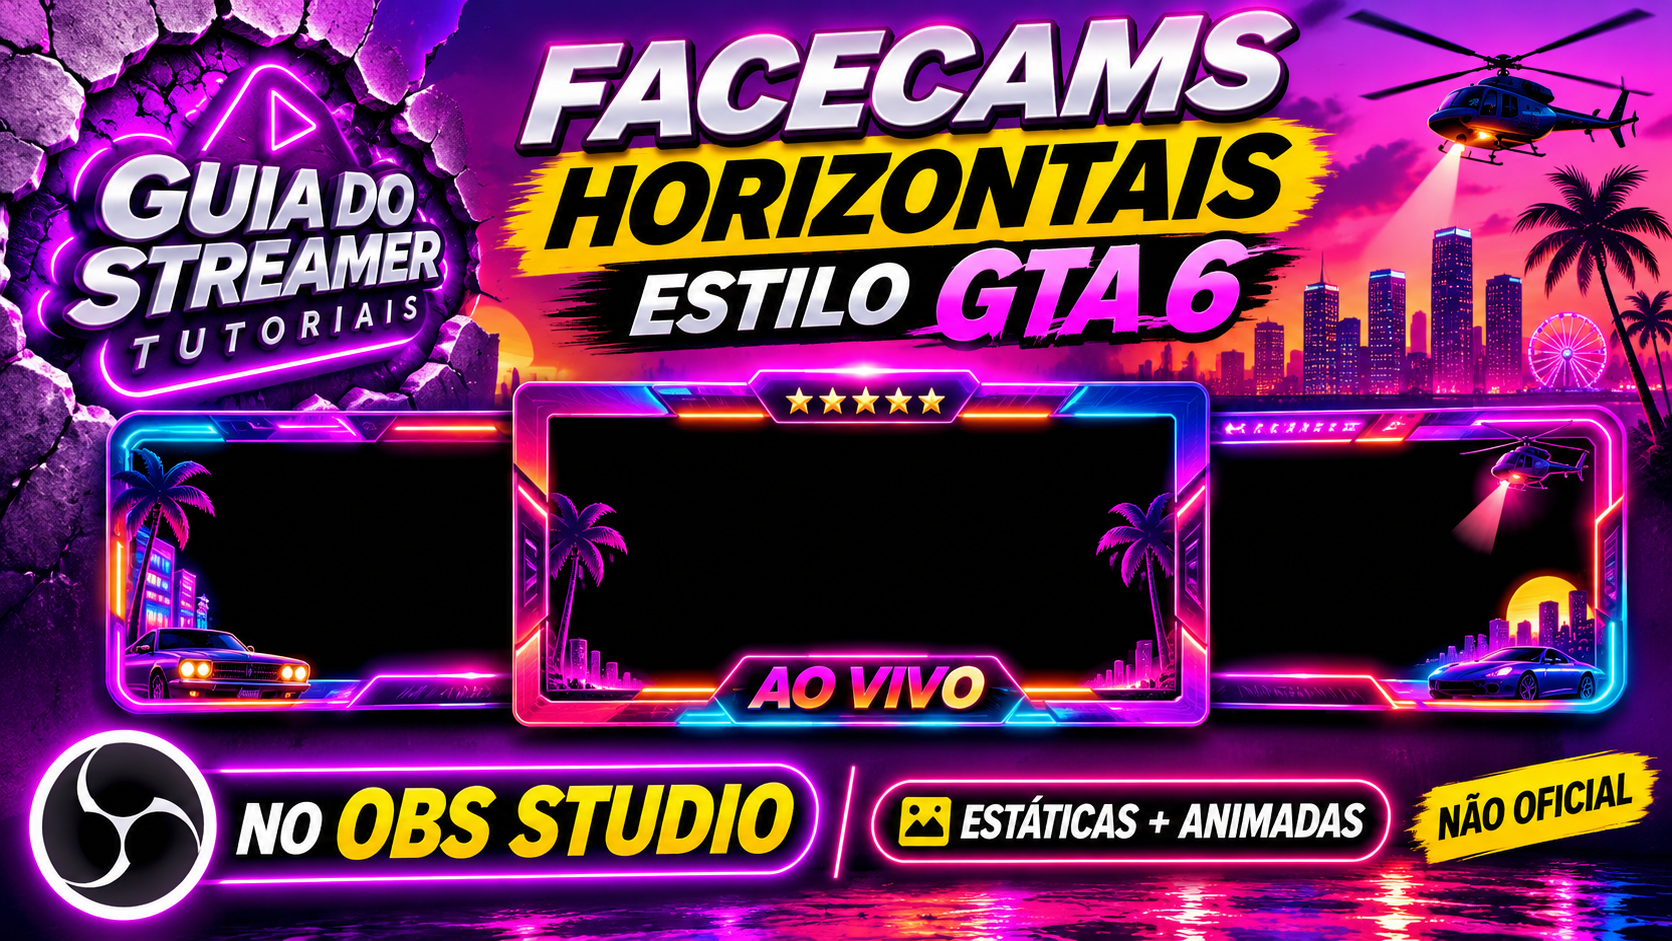 GUIA DO
STREAMER
TUTORIAIS
FACECAMS
HORIZONTAIS
ESTILO GTA 6
AO VIVO
NO OBS STUDIO
ESTÁTICAS + ANIMADAS
NÃO OFICIAL